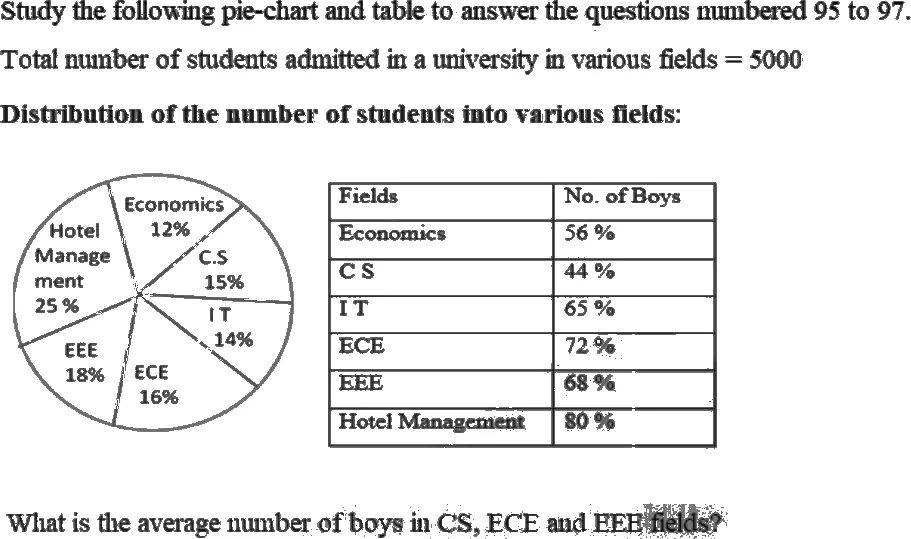 Study the following pie-chart and table to answer the questions numbered 95 to 97.
Total number of students admitted in a university in various fields = 5000
Distribution of the number of students into various fields:
Economics
12%
Hotel
Manage
ment
25 %
C.S
15%
I T
14%
EEE
18%
ECE
16%
Fields No. of Boys
Economics 56 %
C S 44 %
I T 65 %
ECE 72 %
EEE 68 %
Hotel Management 80 %
What is the average number of boys in CS, ECE and EEE fields?